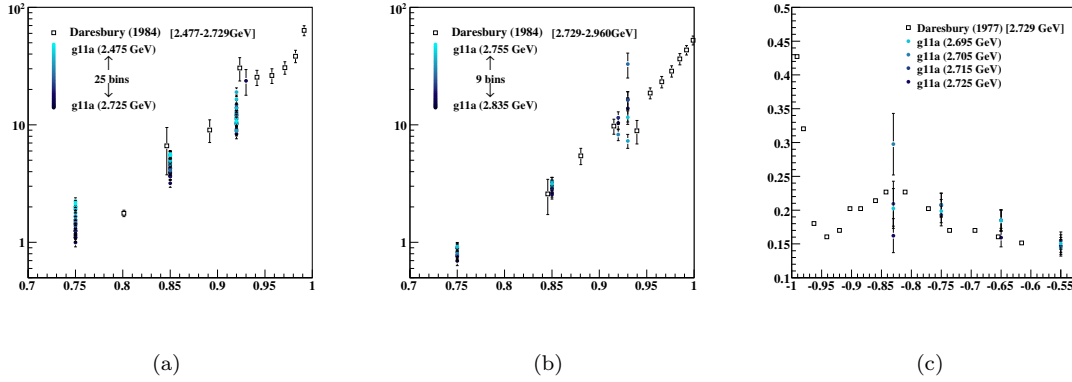 10²
10
1
0.7 0.75 0.8 0.85 0.9 0.95 1
Daresbury (1984) [2.477-2.729GeV]
g11a (2.475 GeV)
25 bins
g11a (2.725 GeV)
(a)
10²
10
1
0.7 0.75 0.8 0.85 0.9 0.95 1
Daresbury (1984) [2.729-2.960GeV]
g11a (2.755 GeV)
9 bins
g11a (2.835 GeV)
(b)
0.5
0.45
0.4
0.35
0.3
0.25
0.2
0.15
0.1
-1 -0.95 -0.9 -0.85 -0.8 -0.75 -0.7 -0.65 -0.6 -0.55
Daresbury (1977) [2.729 GeV]
g11a (2.695 GeV)
g11a (2.705 GeV)
g11a (2.715 GeV)
g11a (2.725 GeV)
(c)